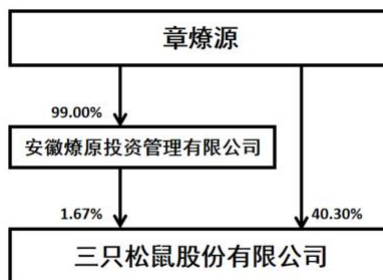 章燎源
99.00%
安徽燎原投资管理有限公司
1.67%
40.30%
三只松鼠股份有限公司